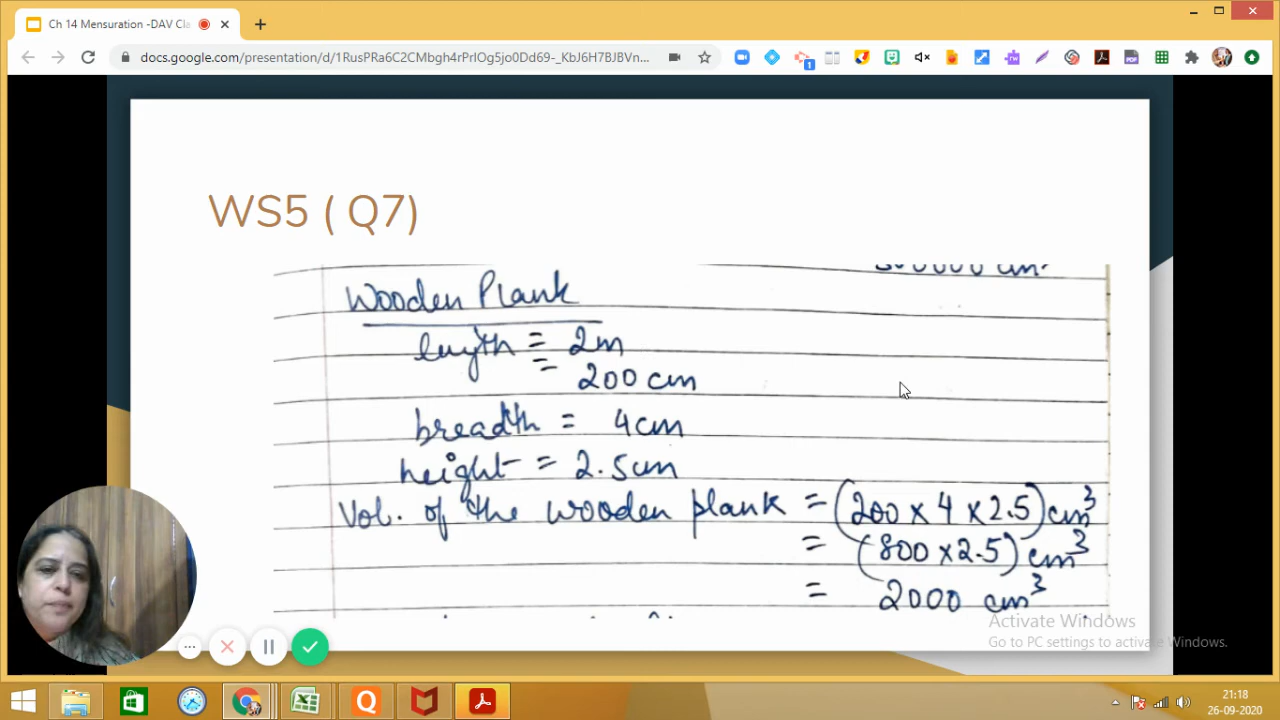 Ch 14 Mensuration -DAV Cla
docs.google.com/presentation/d/1RusPRa6C2CMbgh4rPrIOg5jo0Dd69-_KbJ6H7BJBVn...
WS5 ( Q7)
Wooden Plank
length = 2m
= 200 cm
breadth = 4cm
height = 2.5cm
Vol. of the wooden plank = (200 x 4 x 2.5) cm³
= (800 x 2.5) cm³
= 2000 cm³
Activate Windows
Go to PC settings to activate Windows.
21:18
26-09-2020